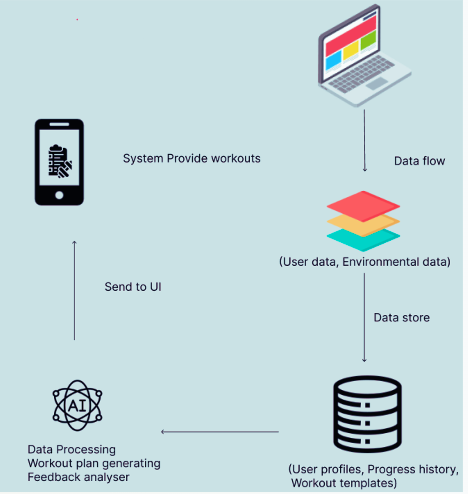 System Provide workouts
Data flow
(User data, Environmental data)
Send to UI
Data store
AI
Data Processing
Workout plan generating
Feedback analyser
(User profiles, Progress history,
Workout templates)